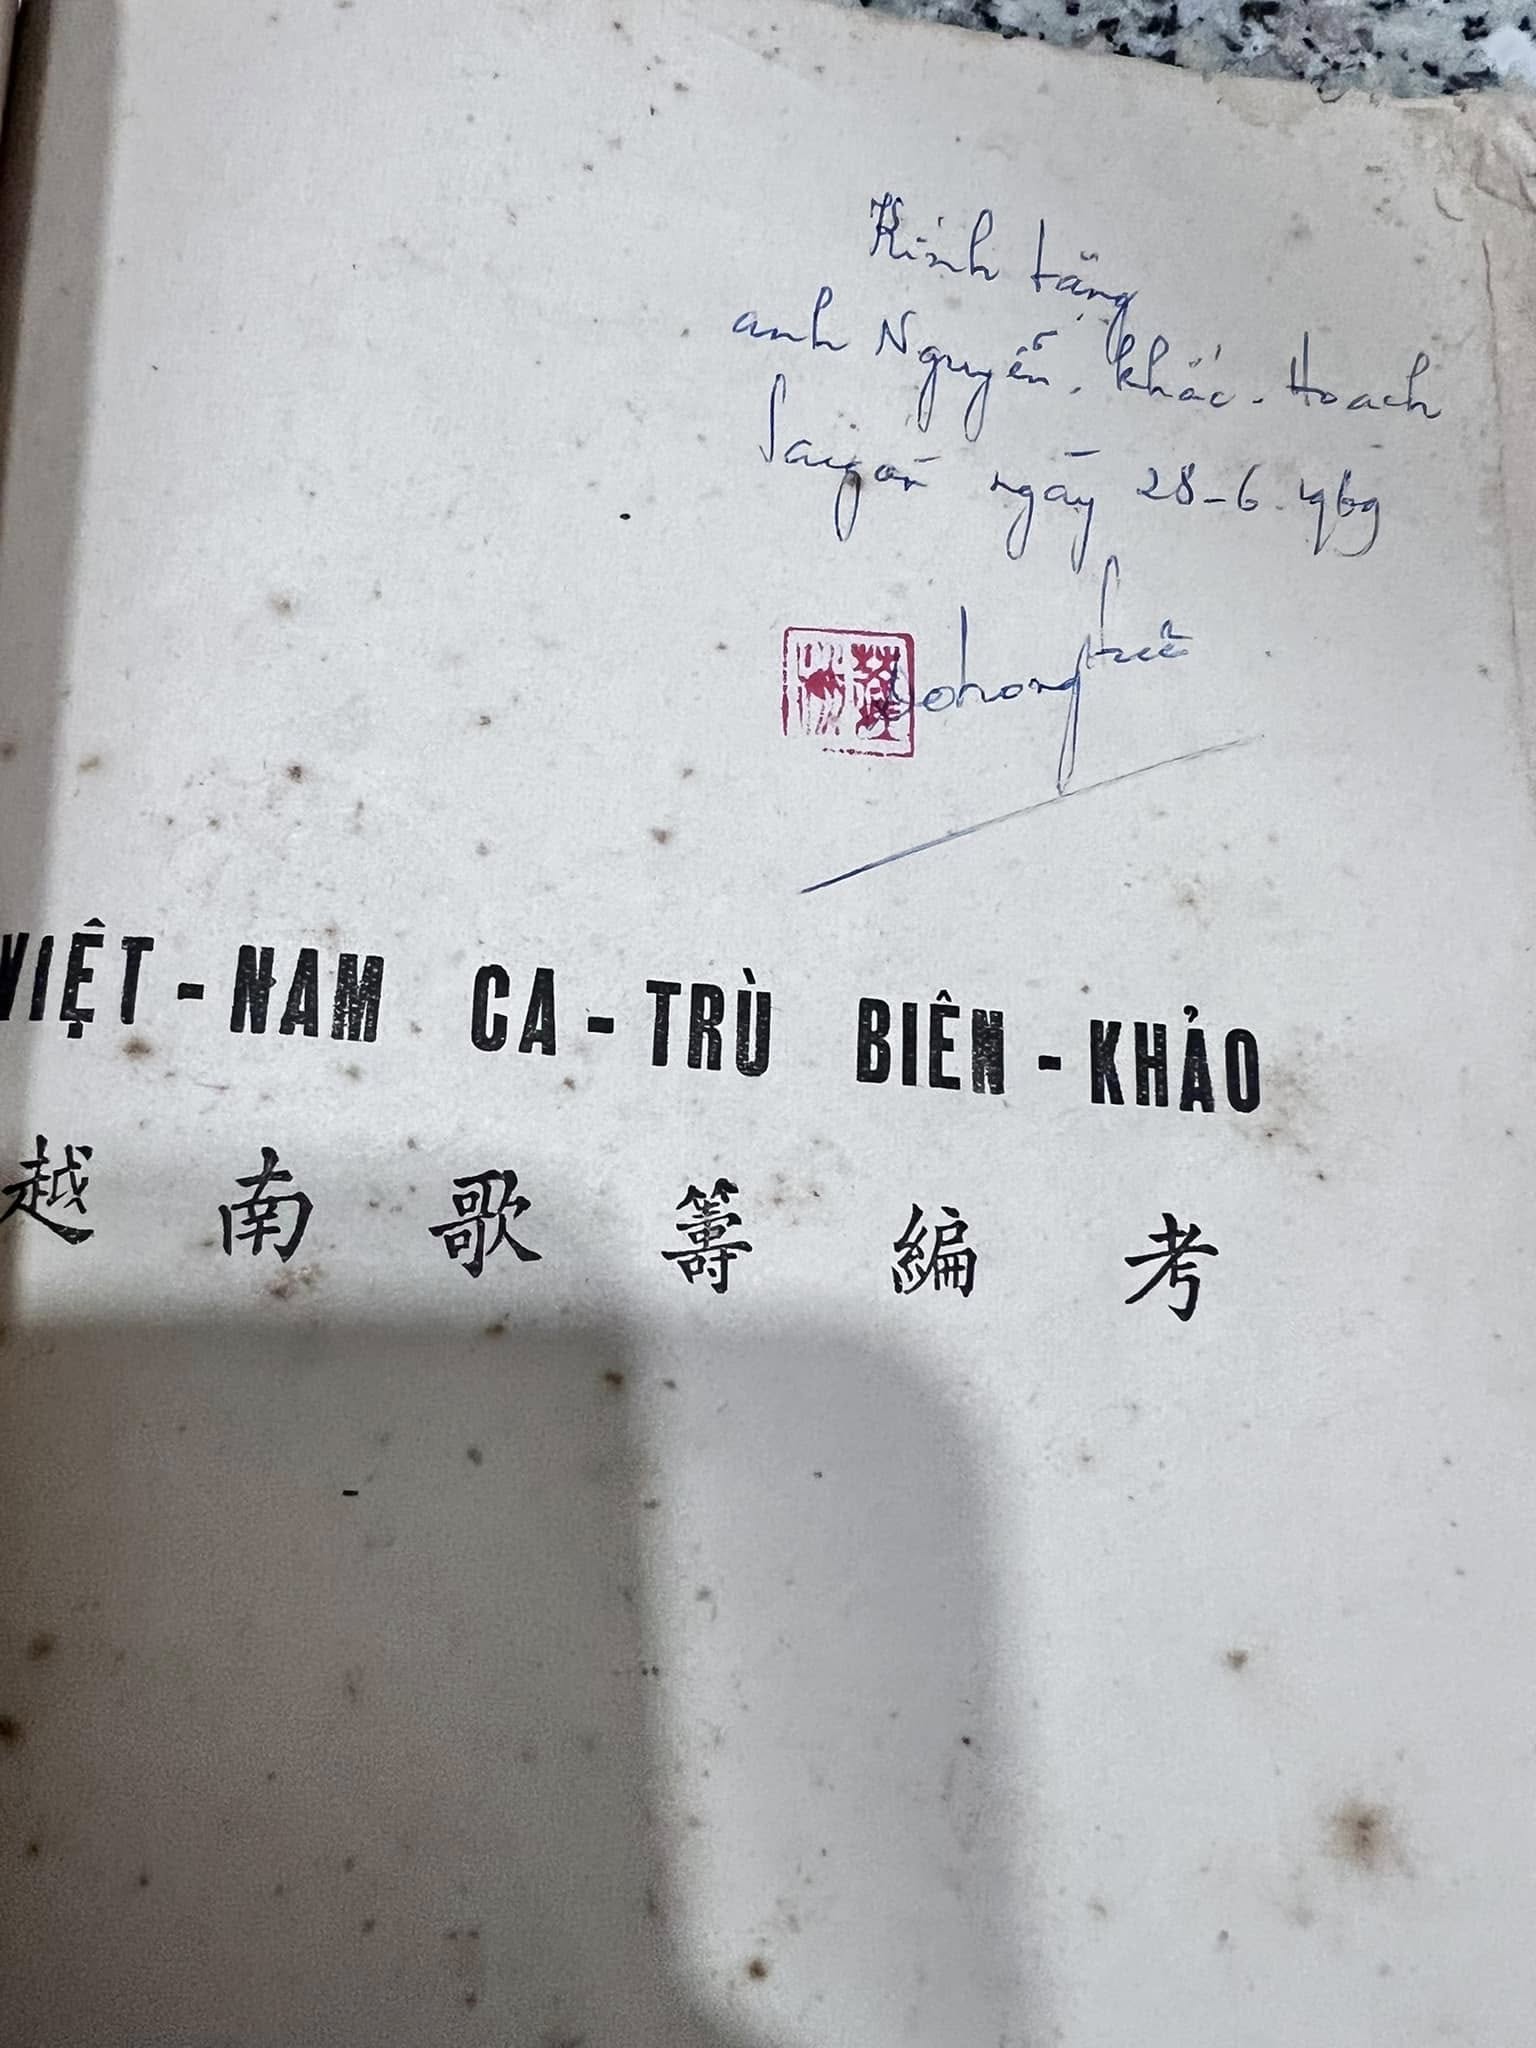 Kính tặng
anh Nguyễn. Khắc. Hoạch
Saigon ngày 28-6.1969
VIỆT-NAM CA-TRÙ BIÊN-KHẢO
越南歌籌編考